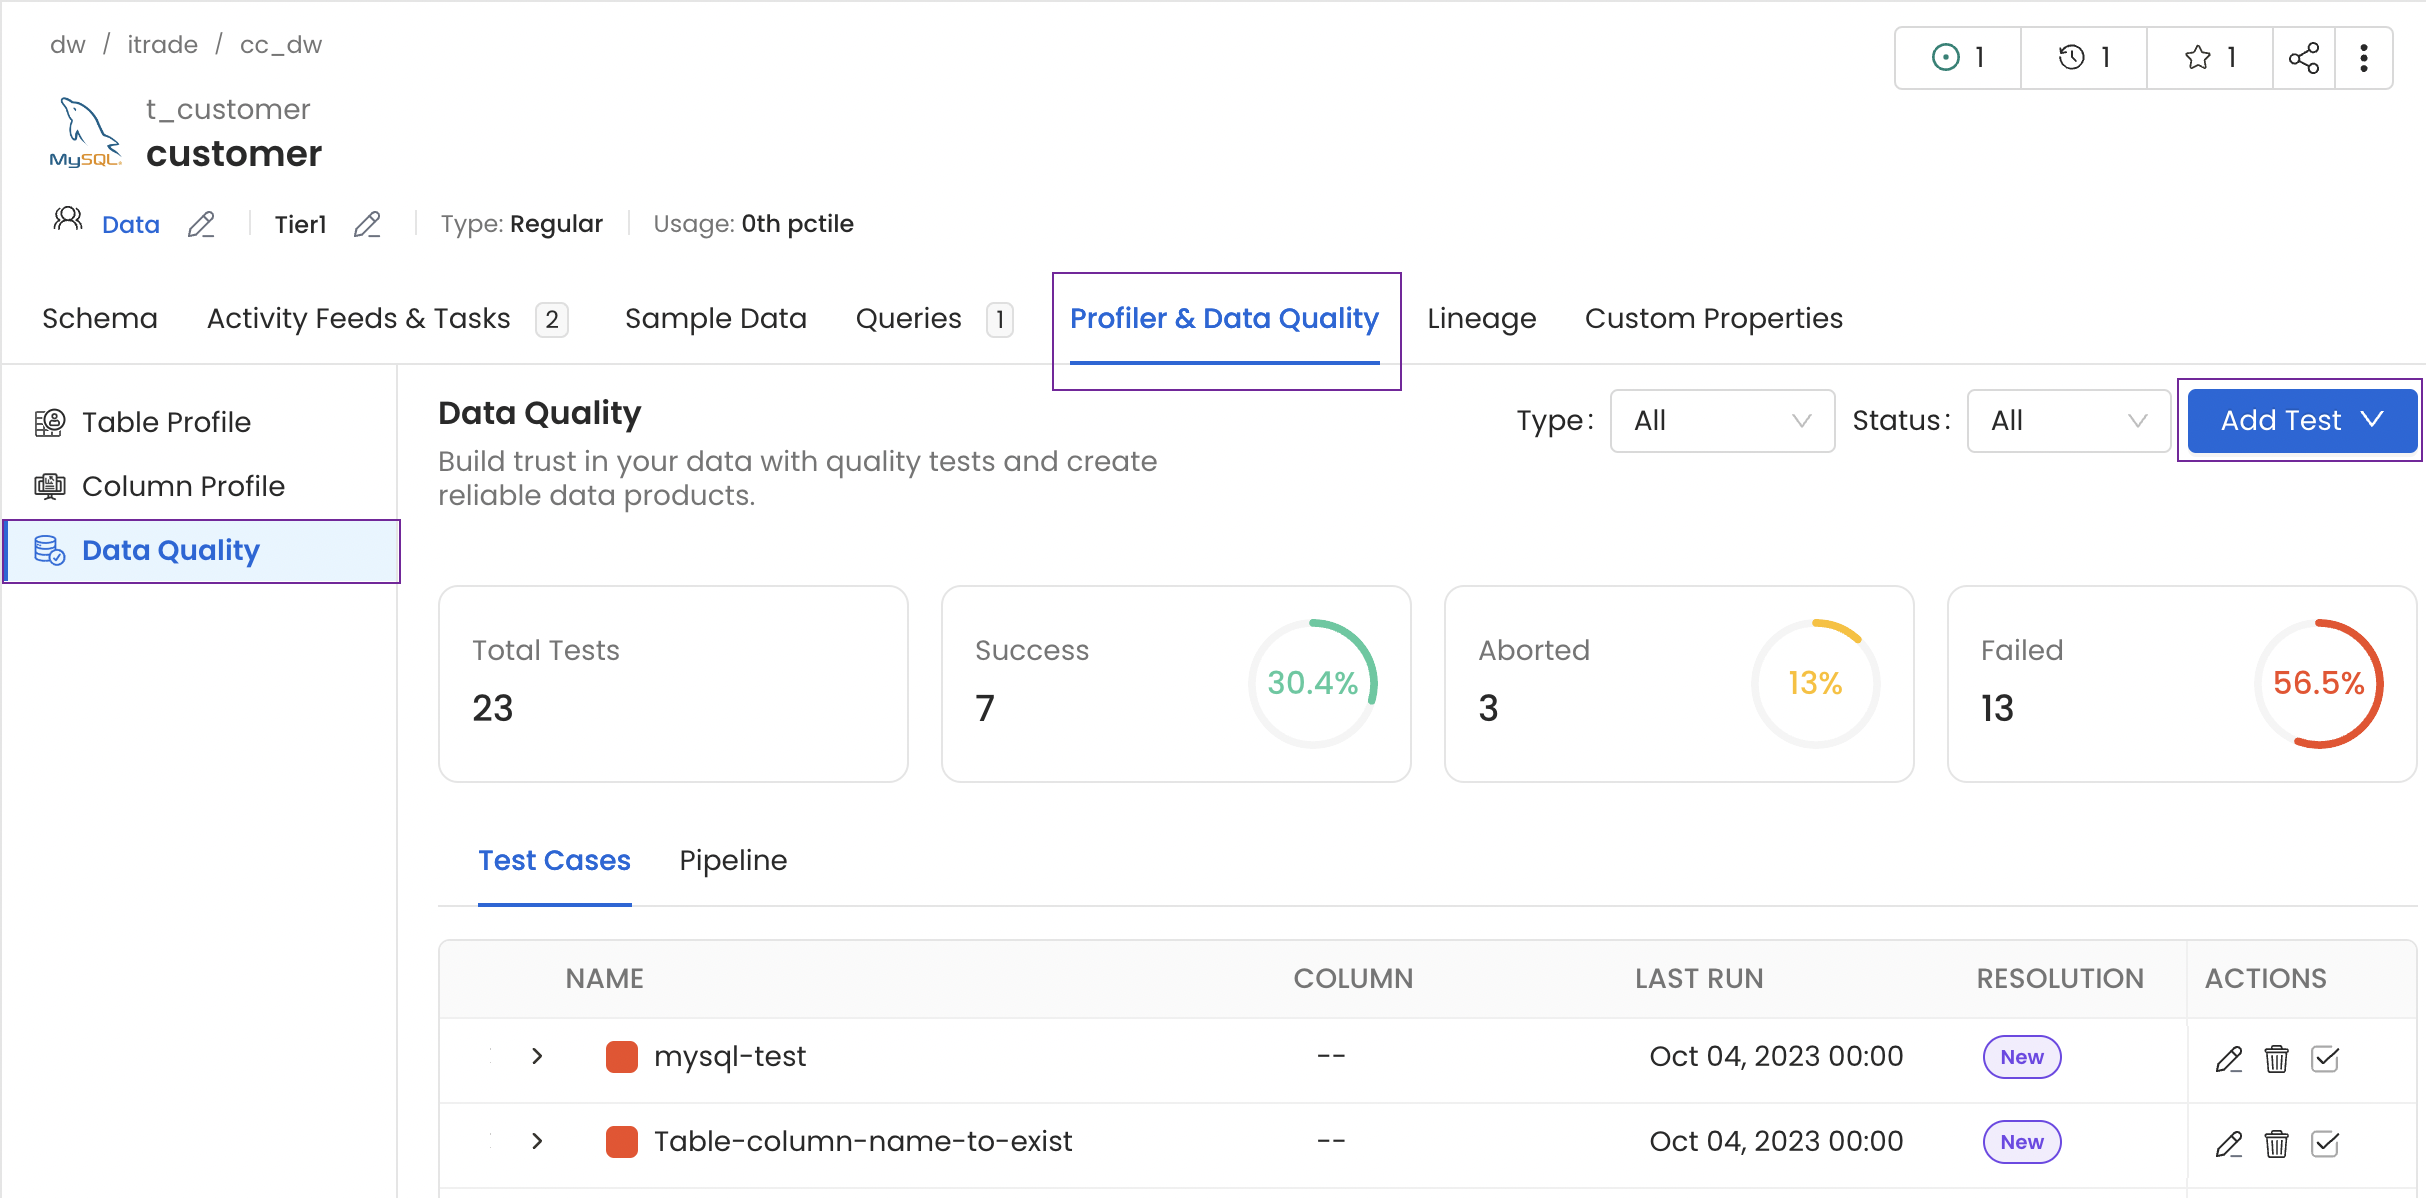 dw / itrade / cc_dw
1 1 1
t_customer
MySQL
customer
Data Tier1 Type: Regular Usage: 0th pctile
Schema Activity Feeds & Tasks 2 Sample Data Queries 1 Profiler & Data Quality Lineage Custom Properties
Table Profile
Column Profile
Data Quality
Data Quality
Type: All Status: All Add Test
Build trust in your data with quality tests and create
reliable data products.
Total Tests
23
Success
7
30.4%
Aborted
3
13%
Failed
13
56.5%
Test Cases Pipeline
NAME COLUMN LAST RUN RESOLUTION ACTIONS
mysql-test -- Oct 04, 2023 00:00 New
Table-column-name-to-exist -- Oct 04, 2023 00:00 New